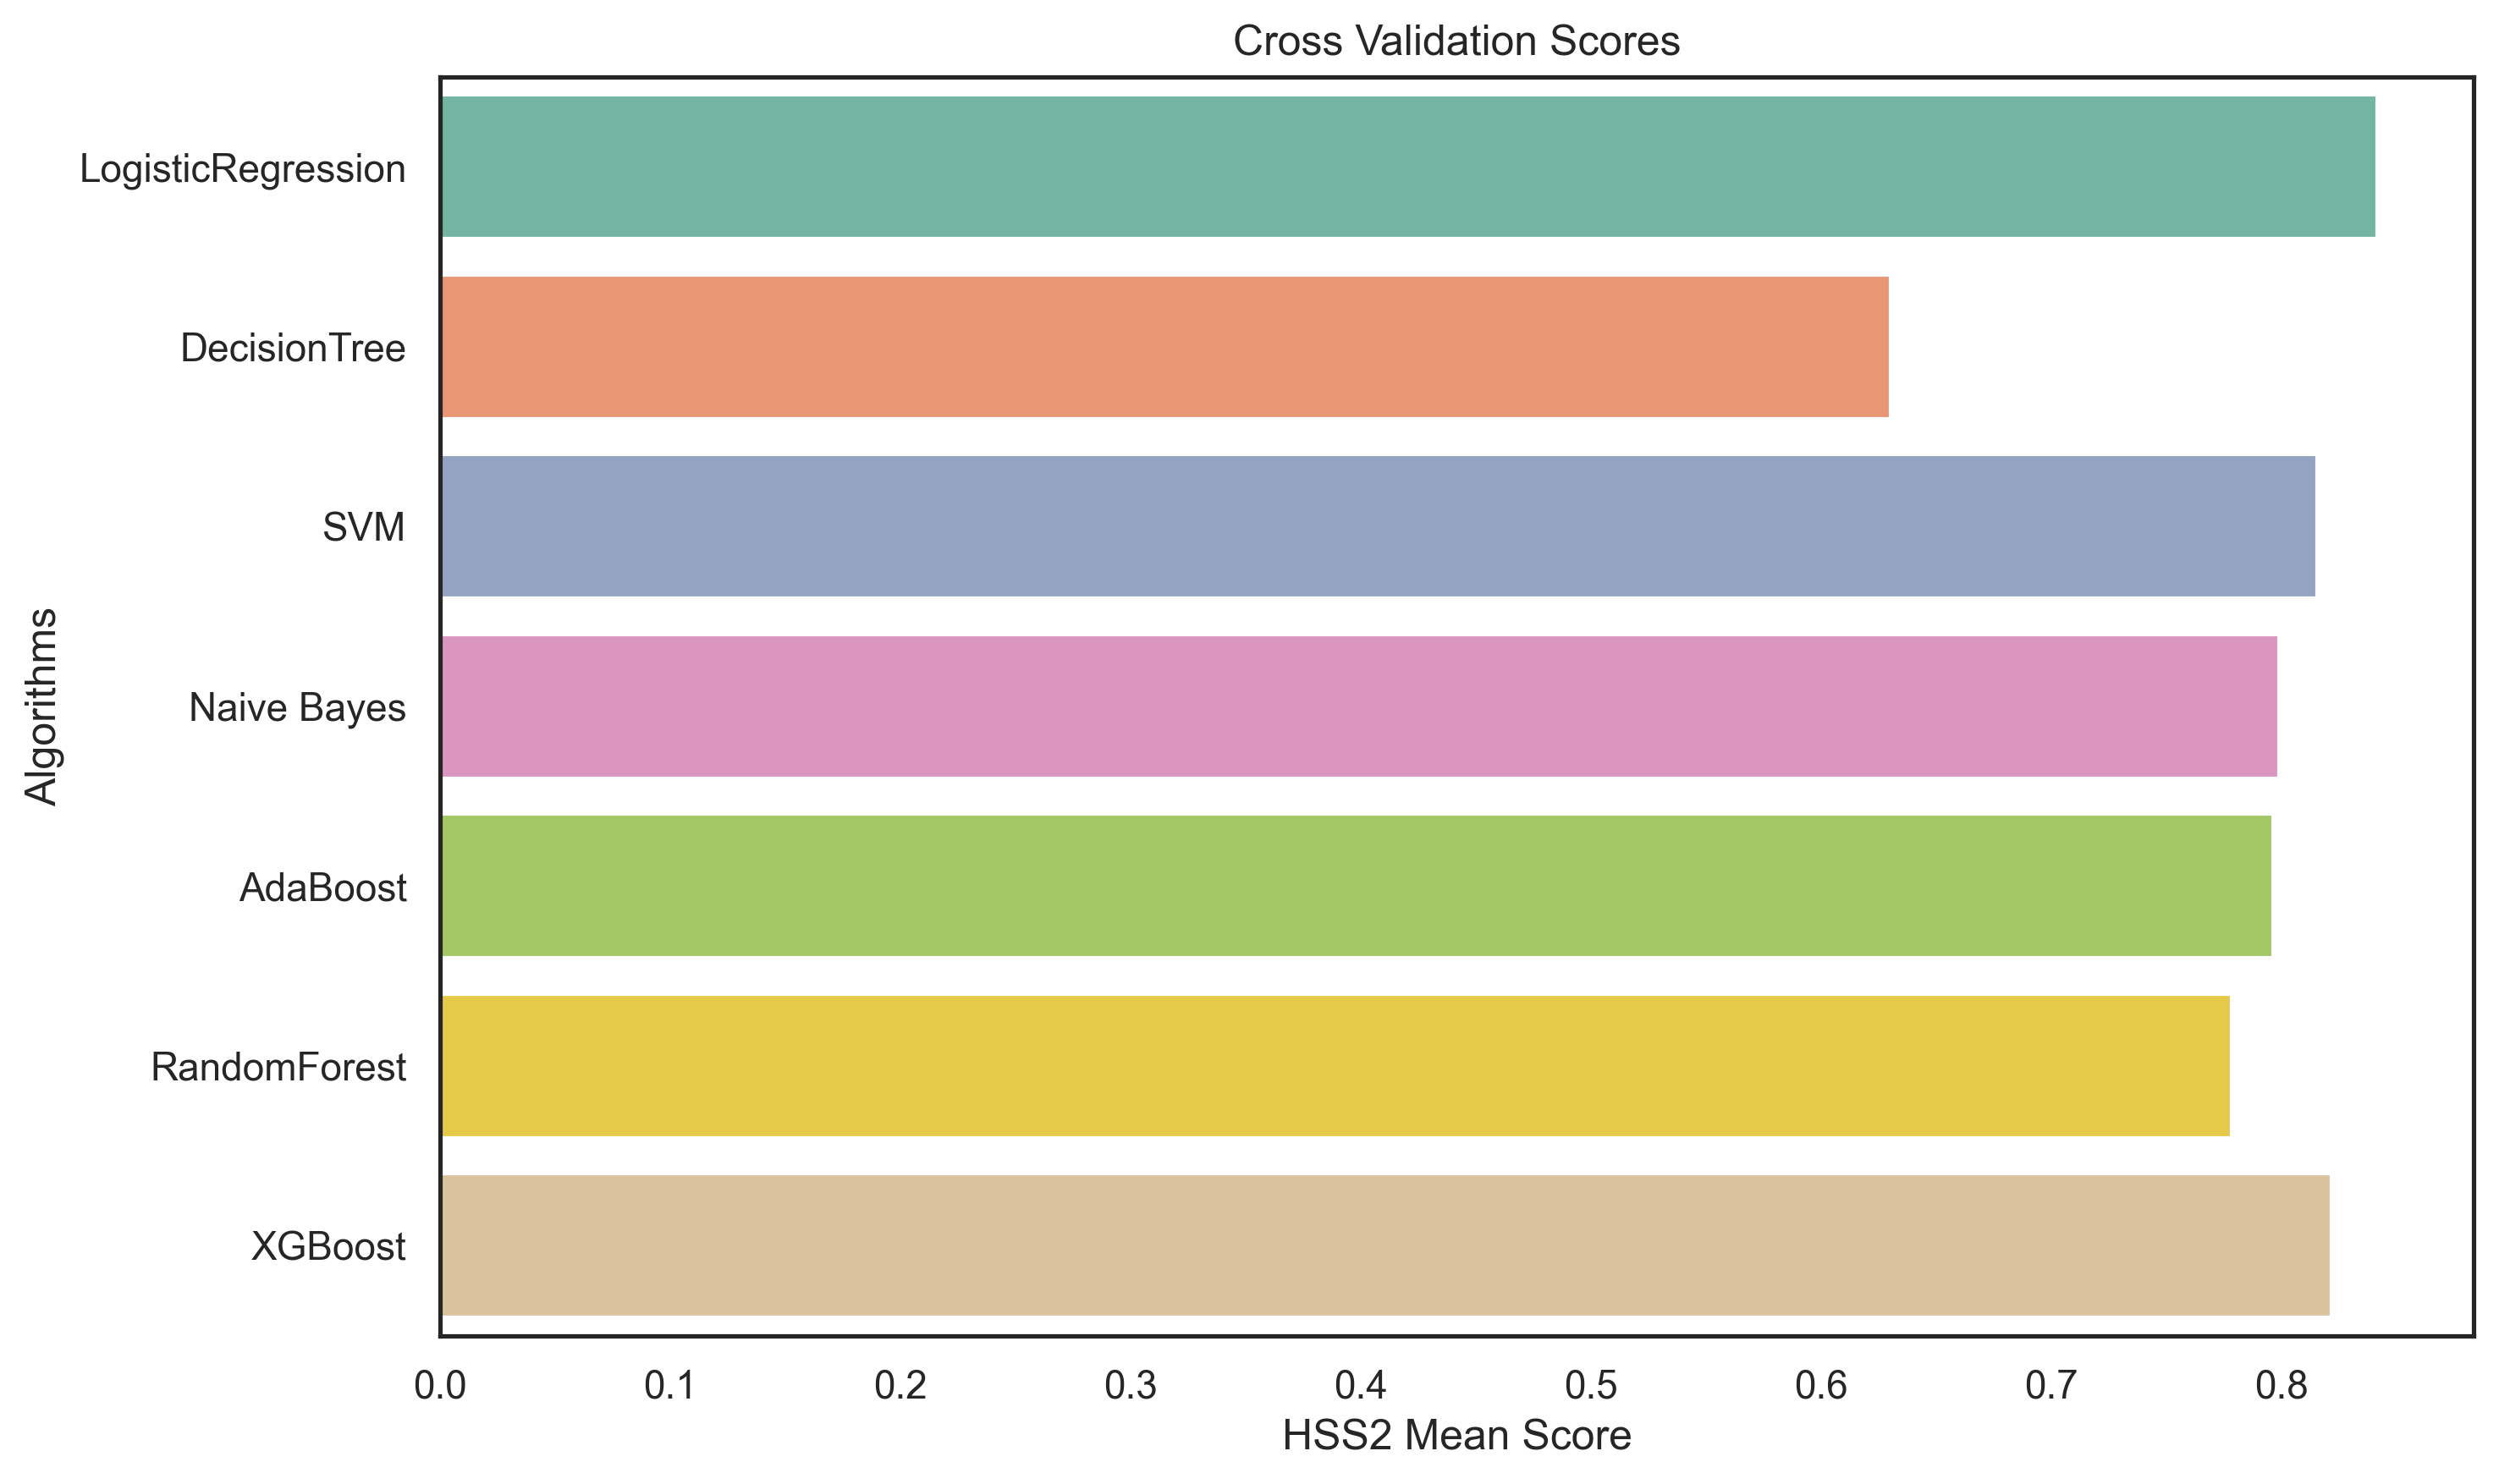 Cross Validation Scores
Algorithms
LogisticRegression
DecisionTree
SVM
Naive Bayes
AdaBoost
RandomForest
XGBoost
0.0 0.1 0.2 0.3 0.4 0.5 0.6 0.7 0.8
HSS2 Mean Score